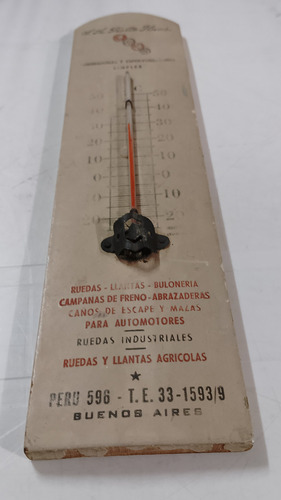 RUEDAS - LLANTAS - BULONERIA
CAMPANAS DE FRENO - ABRAZADERAS
CAÑOS DE ESCAPE Y MAZAS
PARA AUTOMOTORES
RUEDAS INDUSTRIALES
RUEDAS Y LLANTAS AGRICOLAS
PERU 596 - T.E. 33-1593/9
BUENOS AIRES